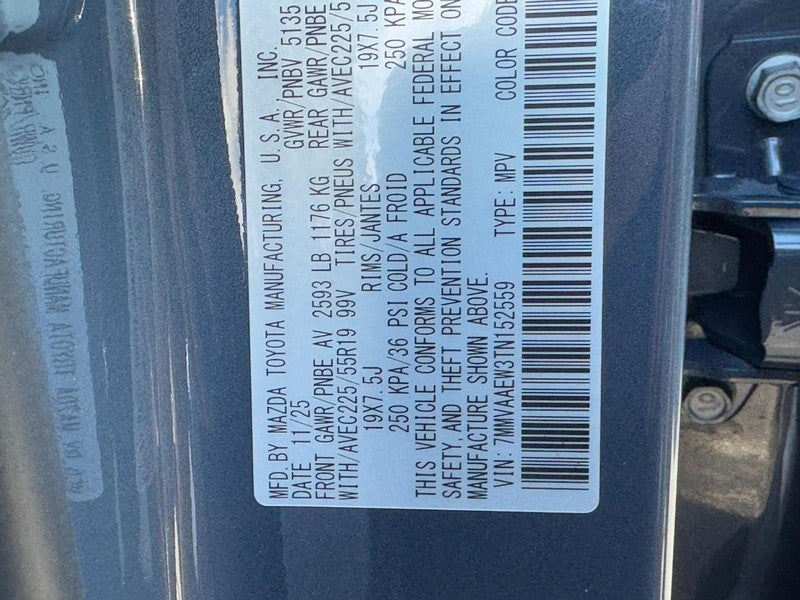 MFD.BY MAZDA TOYOTA MANUFACTURING, U.S.A., INC.
DATE 11/25 GVWR/PNBV 5135
FRONT GAWR/PNBE AV 2593 LB 1176 KG REAR GAWR/PNBE
WITH/AVEC225/55R19 99V TIRES/PNEUS WITH/AVEC225/5
19X7.5J RIMS/JANTES 19X7.5J
250 KPA/36 PSI COLD/A FROID 250 KPA
THIS VEHICLE CONFORMS TO ALL APPLICABLE FEDERAL MO
SAFETY,AND THEFT PREVENTION STANDARDS IN EFFECT ON
MANUFACTURE SHOWN ABOVE.
VIN: 7MMVAAEW3TN152559 TYPE: MPV COLOR CODE
10
10